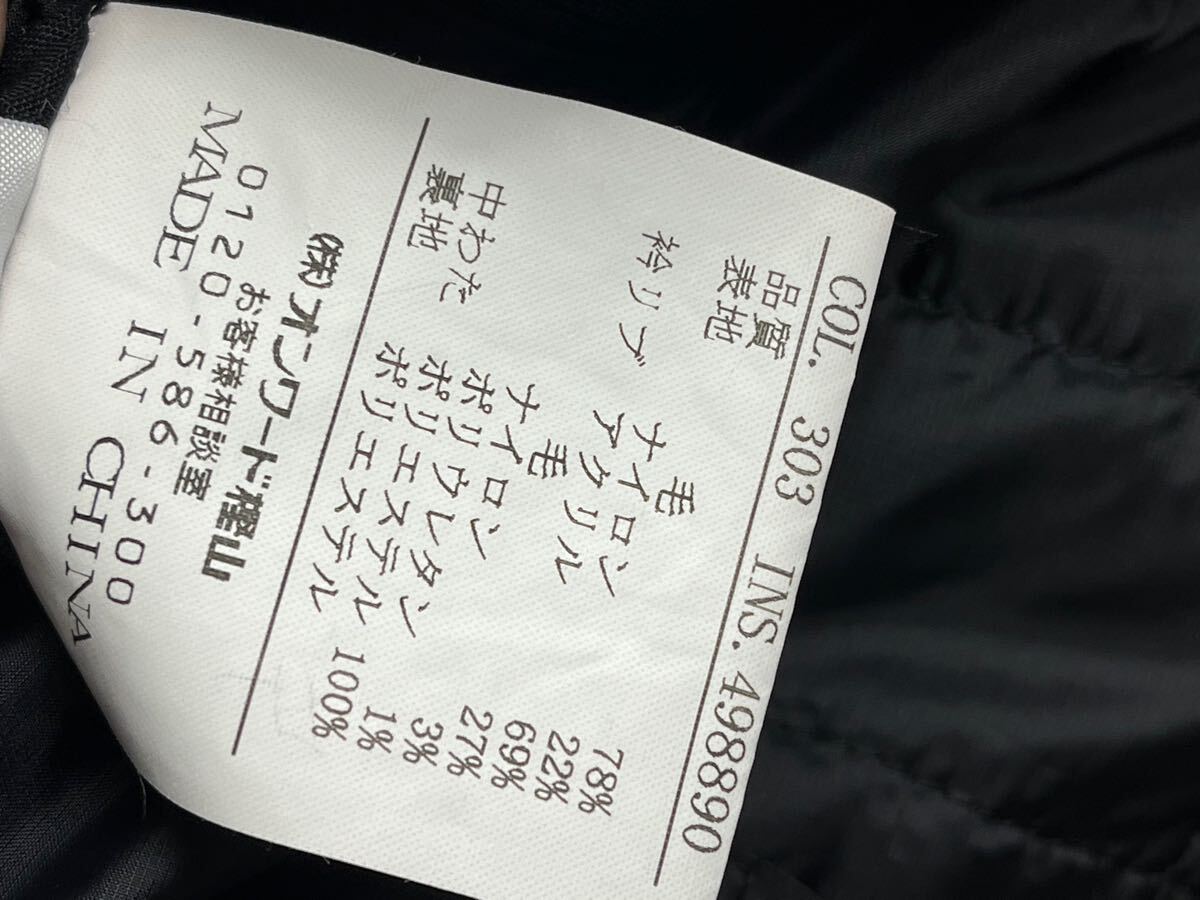 COL. 303 INS. 498890
品質
表地 毛 78%
ナイロン 22%
衿リブ アクリル 69%
毛 27%
ナイロン 3%
ポリウレタン 1%
中わた ポリエステル
裏地 ポリエステル 100%
㈱オンワード樫山
お客様相談室
0120-586-300
MADE IN CHINA